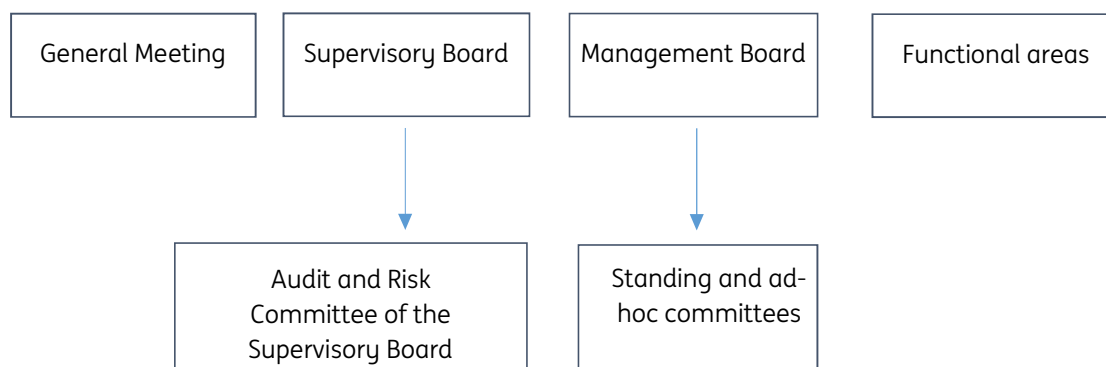 General Meeting
Supervisory Board
Management Board
Functional areas
Audit and Risk
Committee of the
Supervisory Board
Standing and ad-
hoc committees